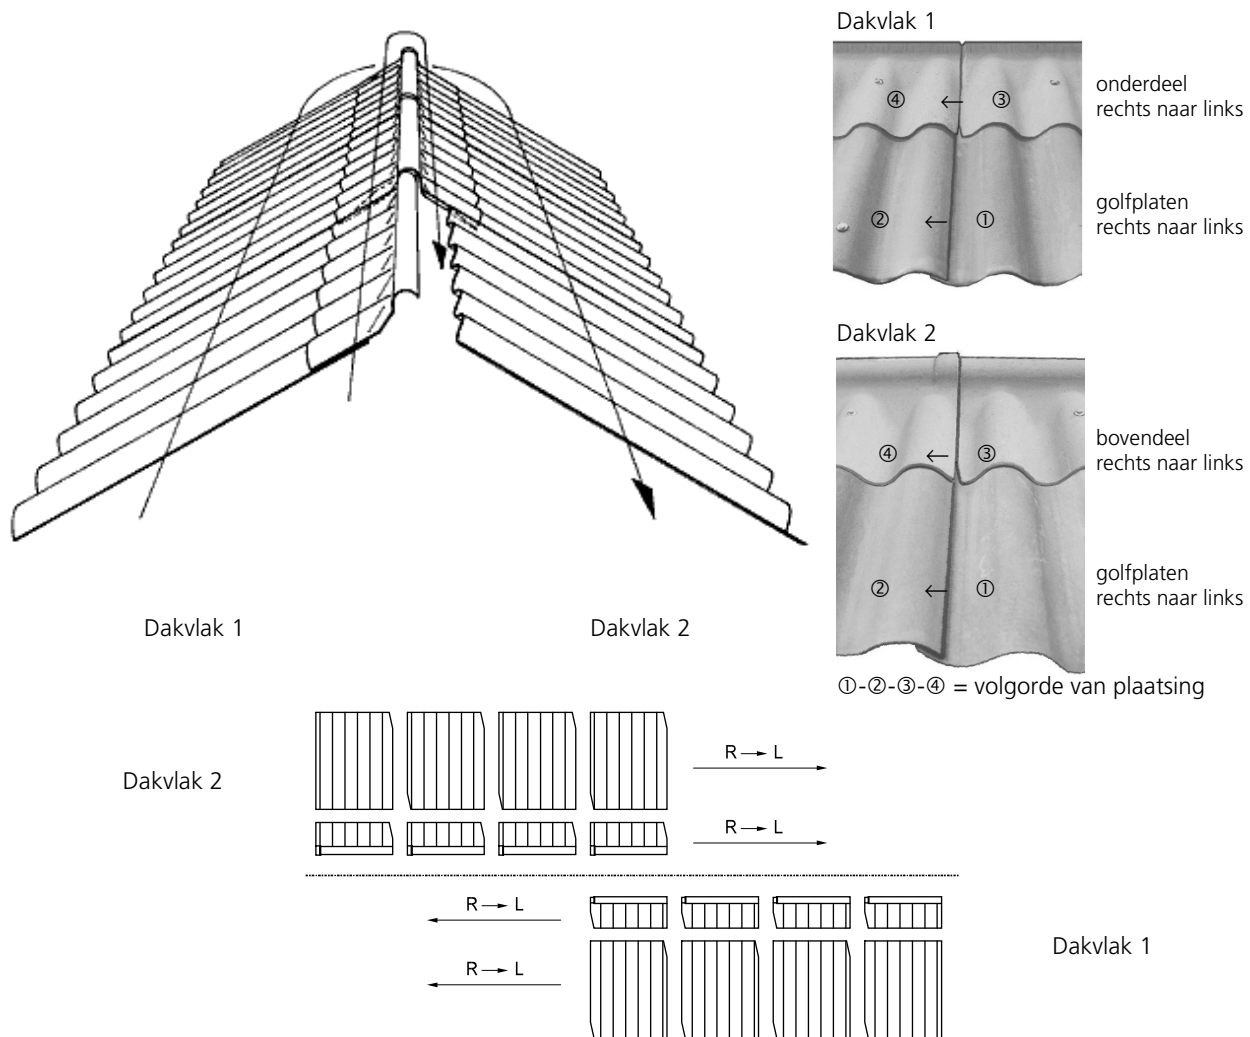 Dakvlak 1
④ ← ③
onderdeel
rechts naar links
② ← ①
golfplaten
rechts naar links
Dakvlak 2
④ ← ③
bovendeel
rechts naar links
② ← ①
golfplaten
rechts naar links
①-②-③-④ = volgorde van plaatsing
Dakvlak 1
Dakvlak 2
Dakvlak 2
R → L
R → L
R → L
R → L
Dakvlak 1